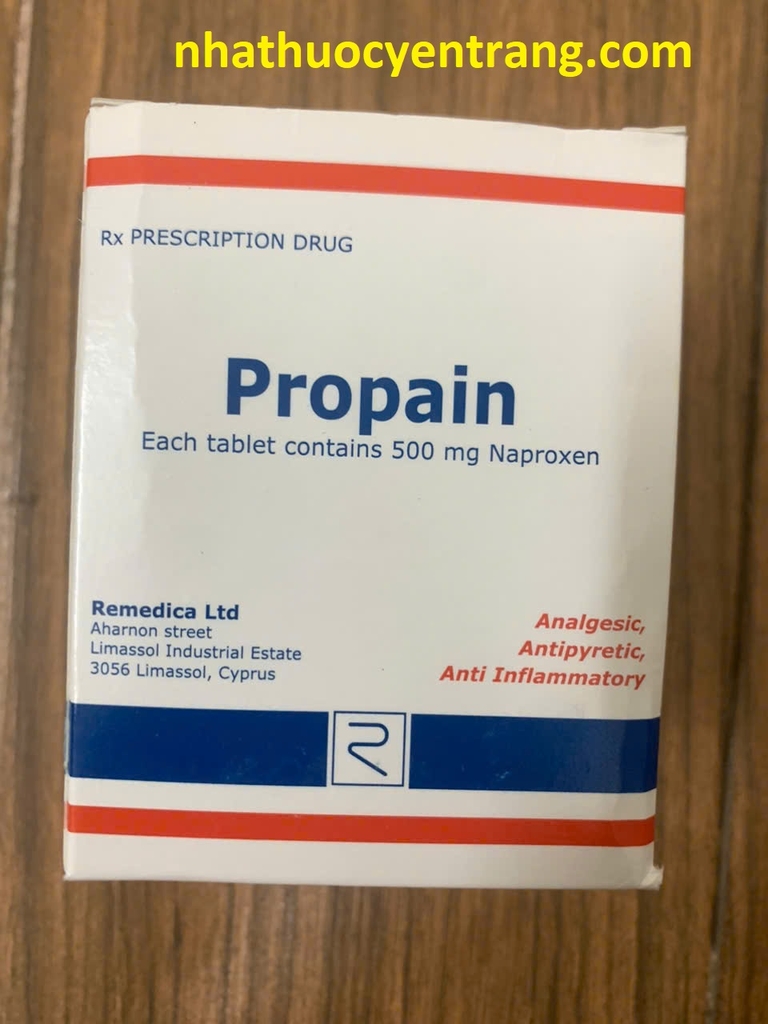 nhathuocyentrang.com
Rx PRESCRIPTION DRUG
Propain
Each tablet contains 500 mg Naproxen
Remedica Ltd
Aharnon street
Limassol Industrial Estate
3056 Limassol, Cyprus
Analgesic,
Antipyretic,
Anti Inflammatory